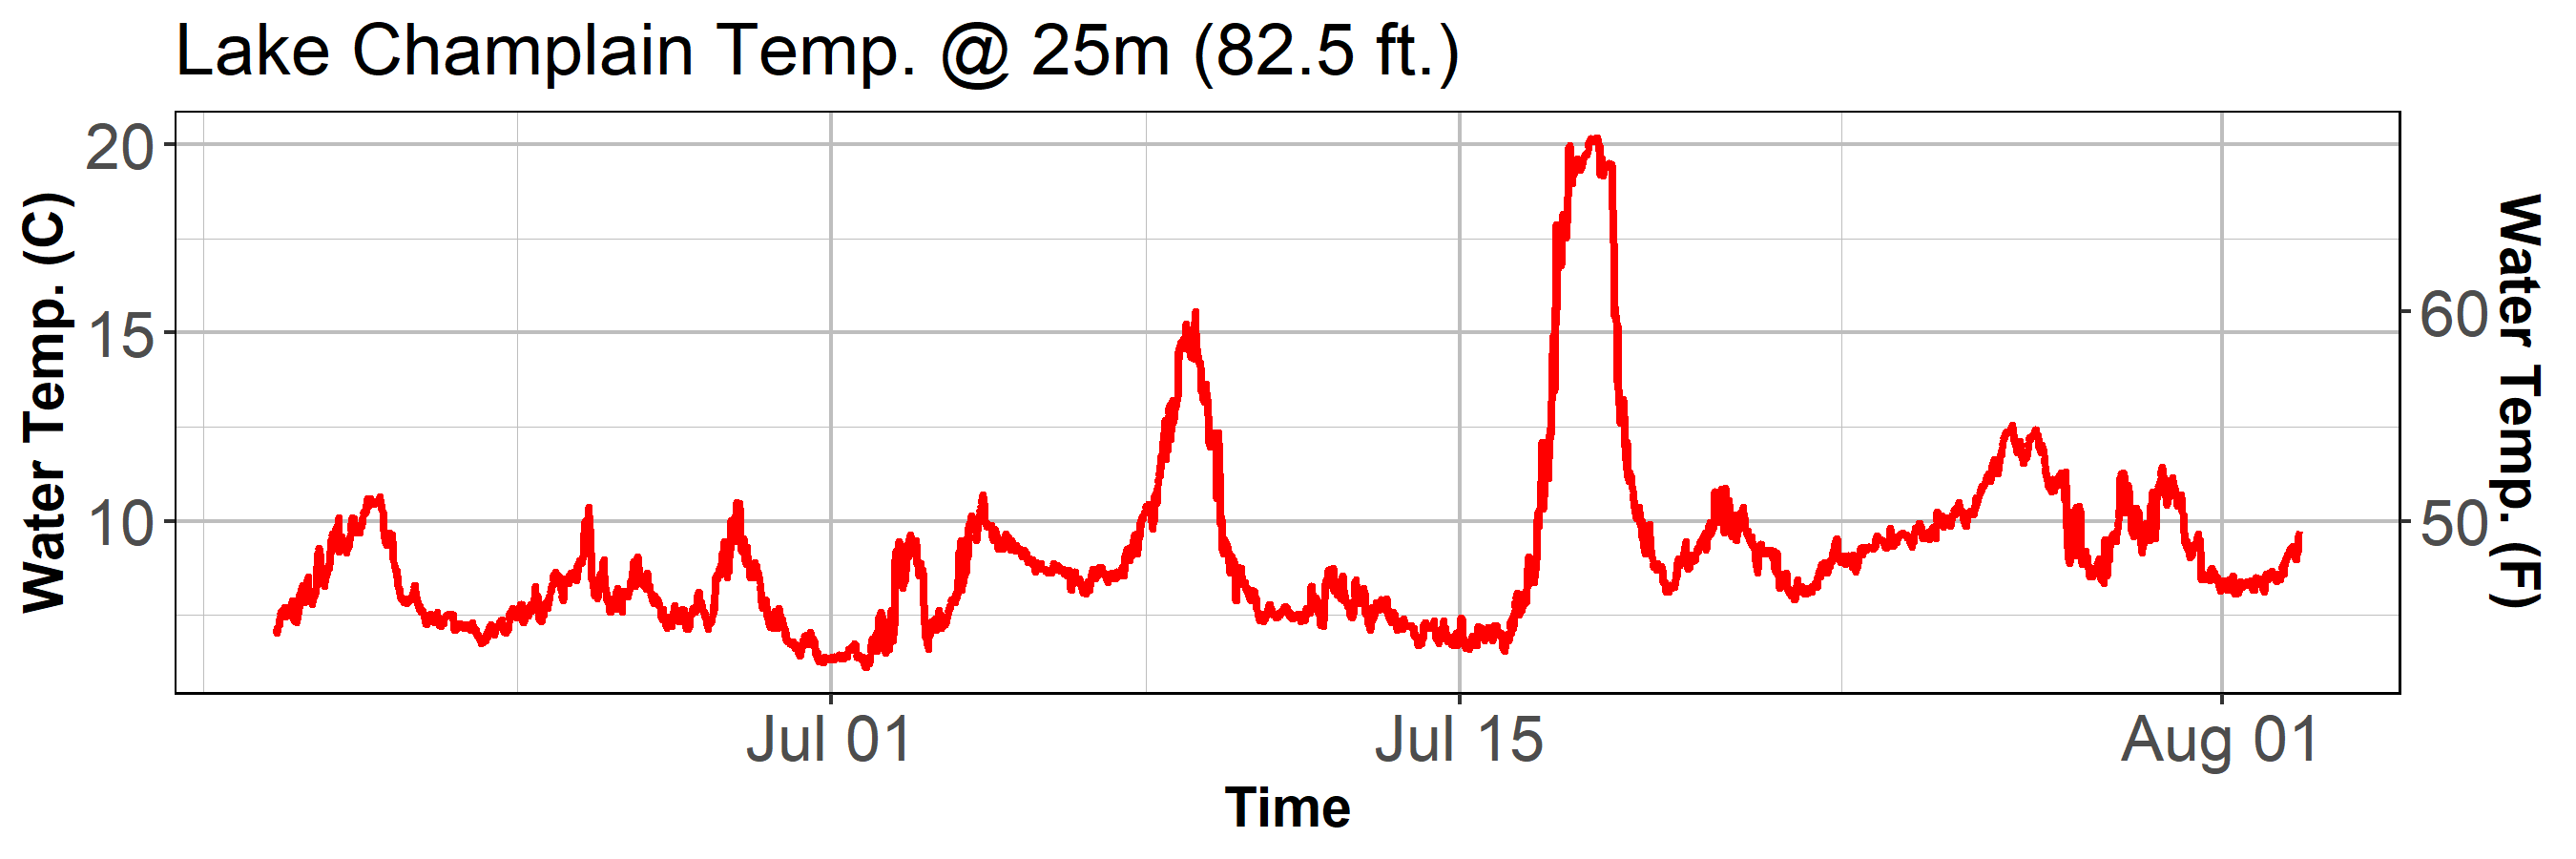 Lake Champlain Temp. @ 25m (82.5 ft.)
20
15
10
Water Temp. (C)
60
50
Water Temp. (F)
Jul 01
Jul 15
Aug 01
Time